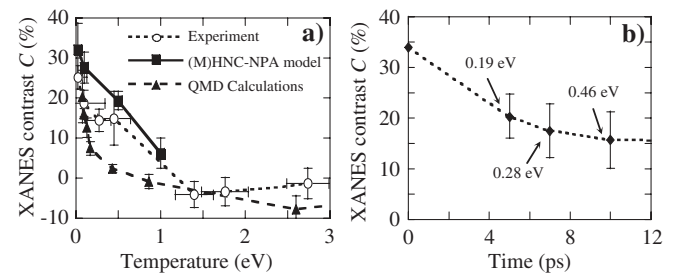 XANES contrast C (%)
40
30
20
10
0
-10
Experiment
(M)HNC-NPA model
QMD Calculations
a)
0
1
2
3
Temperature (eV)
XANES contrast C (%)
40
30
20
10
0
b)
0.19 eV
0.46 eV
0.28 eV
0
4
8
12
Time (ps)